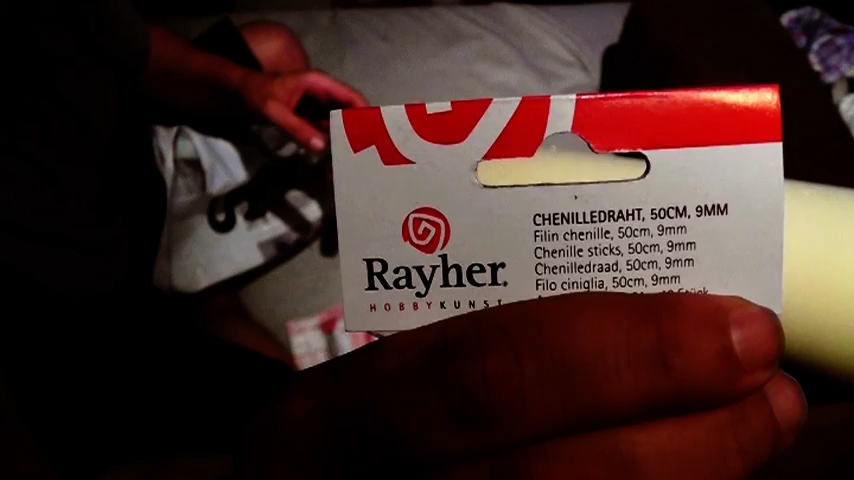 Rayher.
HOBBYKUNST
CHENILLEDRAHT, 50CM, 9MM
Filin chenille, 50cm, 9mm
Chenille sticks, 50cm, 9mm
Chenilledraad, 50cm, 9mm
Filo ciniglia, 50cm, 9mm